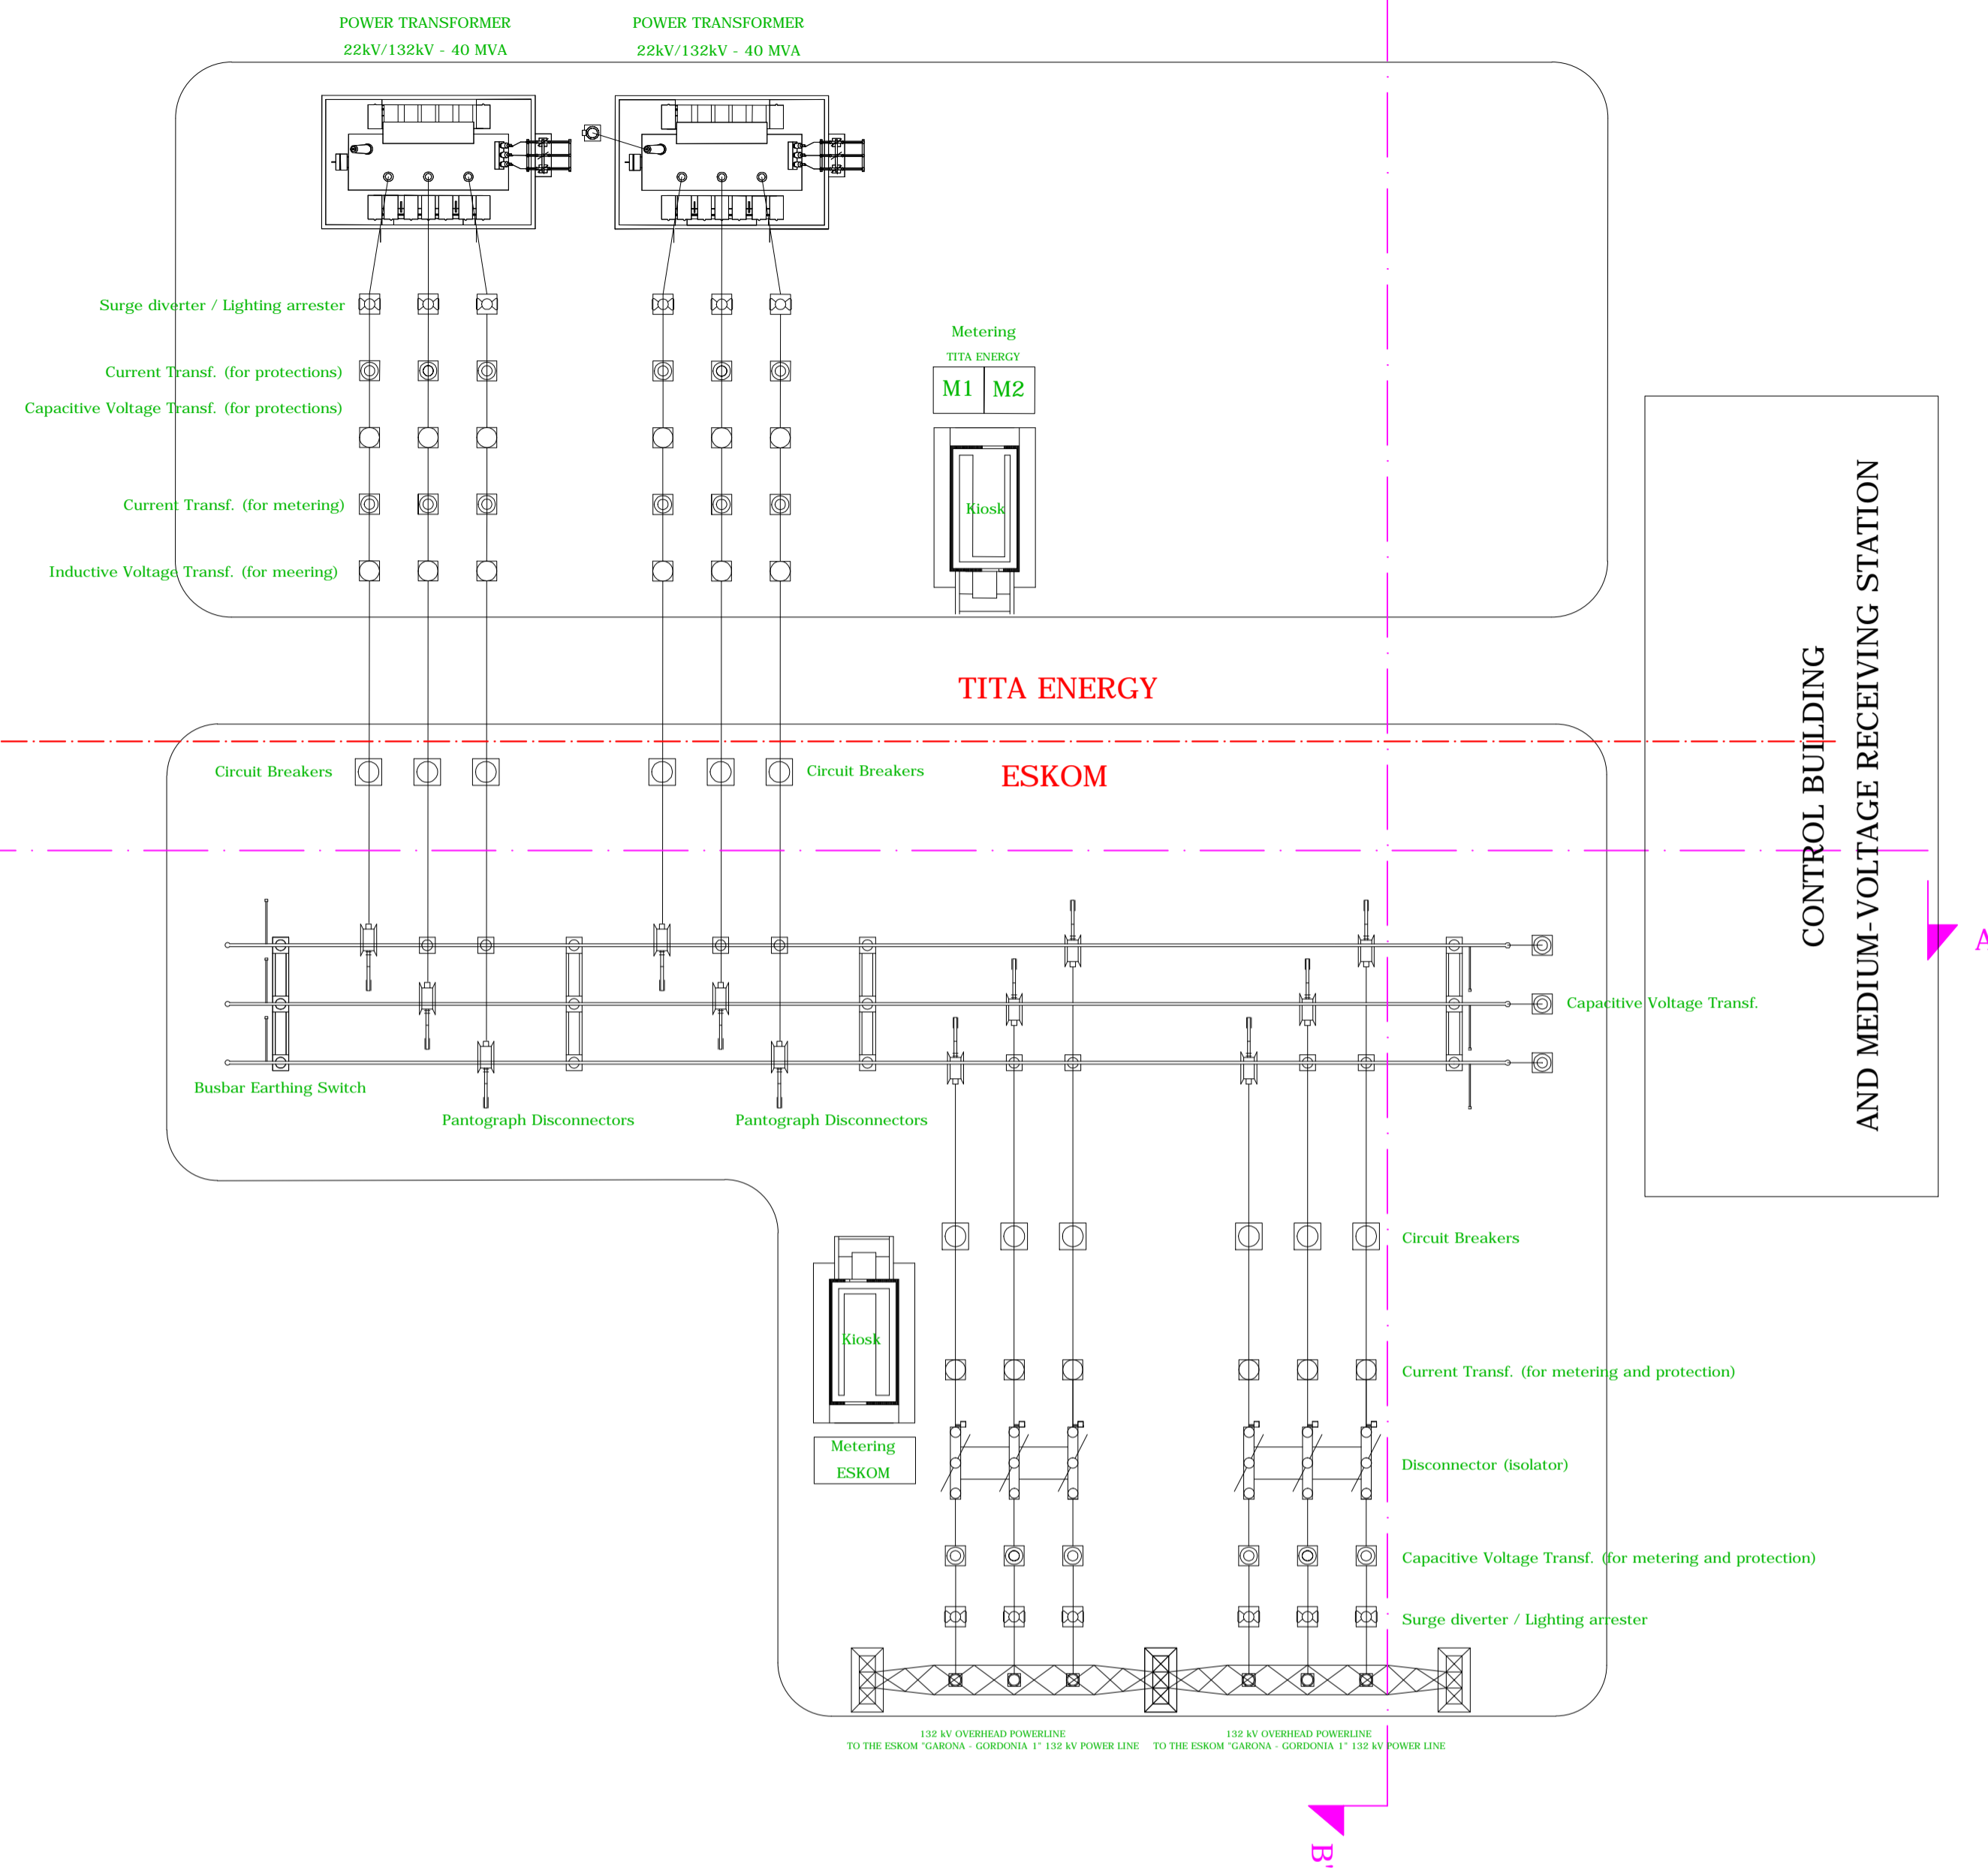 POWER TRANSFORMER
22kV/132kV - 40 MVA
POWER TRANSFORMER
22kV/132kV - 40 MVA
Surge diverter / Lighting arrester
Current Transf. (for protections)
Capacitive Voltage Transf. (for protections)
Current Transf. (for metering)
Inductive Voltage Transf. (for meering)
Metering
TITA ENERGY
M1 M2
Kiosk
TITA ENERGY
ESKOM
Circuit Breakers
Circuit Breakers
CONTROL BUILDING
AND MEDIUM-VOLTAGE RECEIVING STATION
A
Capacitive Voltage Transf.
Busbar Earthing Switch
Pantograph Disconnectors
Pantograph Disconnectors
Circuit Breakers
Kiosk
Metering
ESKOM
Current Transf. (for metering and protection)
Disconnector (isolator)
Capacitive Voltage Transf. (for metering and protection)
Surge diverter / Lighting arrester
132 kV OVERHEAD POWERLINE
TO THE ESKOM "GARONA - GORDONIA 1" 132 kV POWER LINE
132 kV OVERHEAD POWERLINE
TO THE ESKOM "GARONA - GORDONIA 1" 132 kV POWER LINE
B'